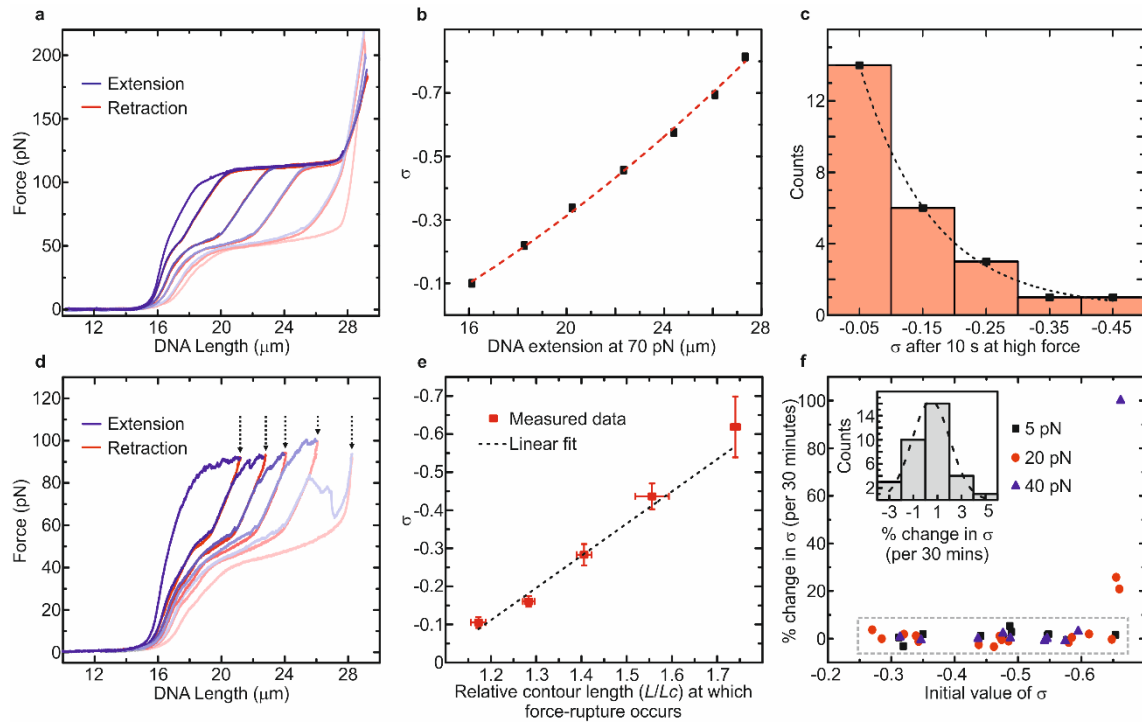 a
200
150
100
50
0
Force (pN)
Extension
Retraction
12
16
20
24
28
DNA Length (μm)
b
-0.7
-0.5
-0.3
-0.1
σ
16
20
24
28
DNA extension at 70 pN (μm)
c
12
8
4
0
Counts
-0.05
-0.15
-0.25
-0.35
-0.45
σ after 10 s at high force
d
120
100
80
60
40
20
0
Force (pN)
Extension
Retraction
12
16
20
24
28
DNA Length (μm)
e
-0.7
-0.6
-0.5
-0.4
-0.3
-0.2
-0.1
0
σ
Measured data
Linear fit
1.2
1.3
1.4
1.5
1.6
1.7
Relative contour length (L/Lc) at which
force-rupture occurs
f
100
80
60
40
20
0
% change in σ (per 30 minutes)
14
10
6
2
Counts
-3
-1
1
3
5
% change in σ
(per 30 mins)
5 pN
20 pN
40 pN
-0.2
-0.3
-0.4
-0.5
-0.6
Initial value of σ